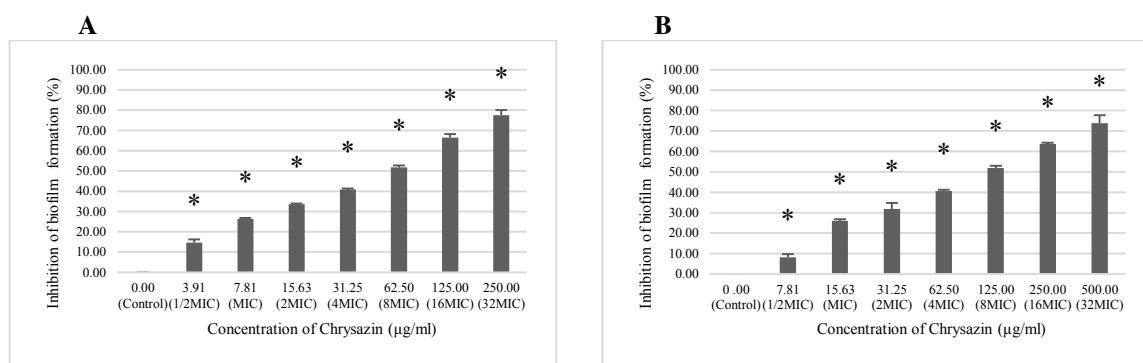 A
Inhibition of biofilm formation (%)
100.00
90.00
80.00
70.00
60.00
50.00
40.00
30.00
20.00
10.00
0.00
* * * * * * *
0.00 3.91 7.81 15.63 31.25 62.50 125.00 250.00
(Control) (1/2MIC) (MIC) (2MIC) (4MIC) (8MIC) (16MIC) (32MIC)
Concentration of Chrysazin (µg/ml)
B
Inhibition of biofilm formation (%)
100.00
90.00
80.00
70.00
60.00
50.00
40.00
30.00
20.00
10.00
0.00
* * * * * * *
0 .00 7.81 15.63 31.25 62.50 125.00 250.00 500.00
(Control) (1/2MIC) (MIC) (2MIC) (4MIC) (8MIC) (16MIC) (32MIC)
Concentration of Chrysazin (µg/ml)